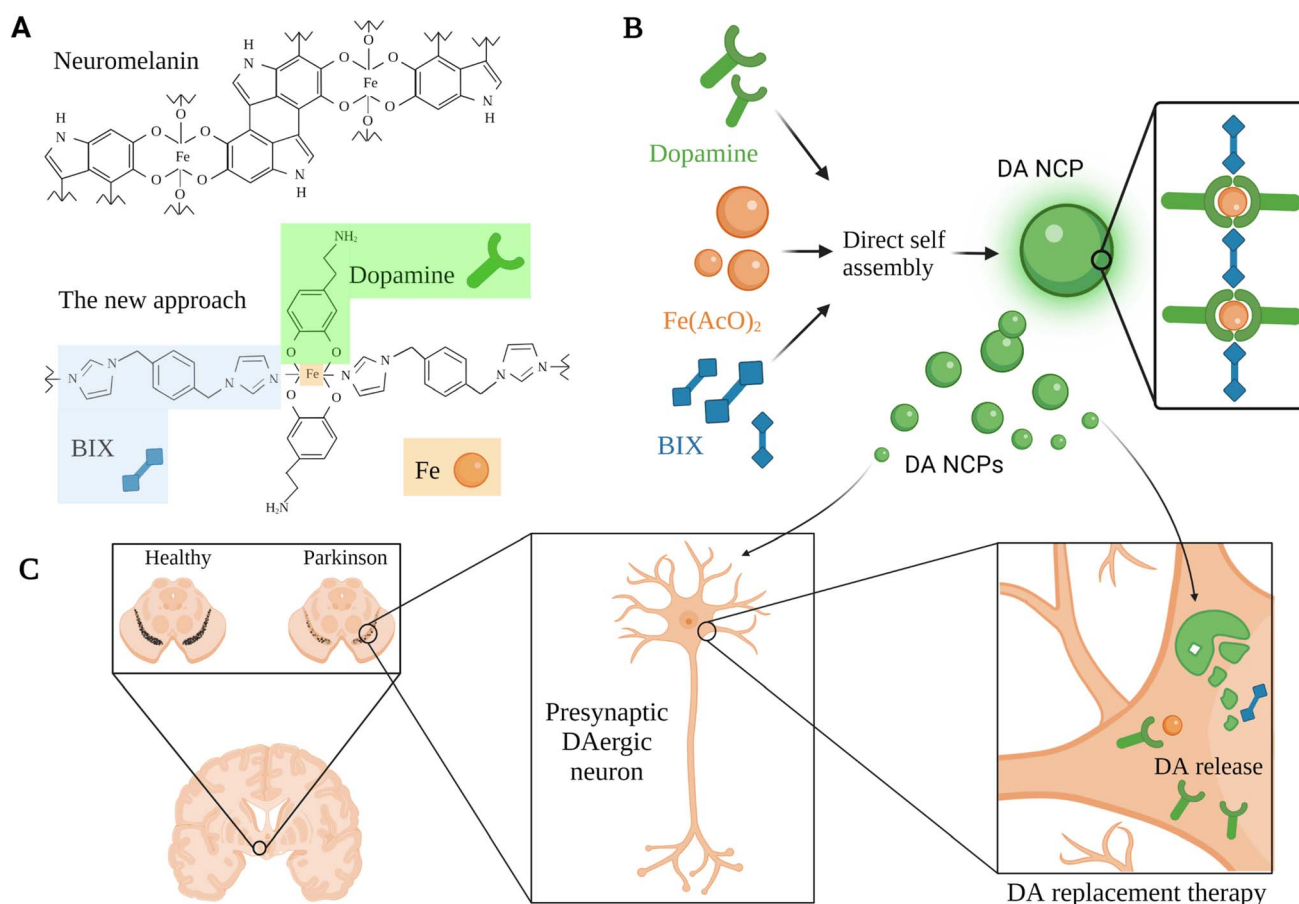 A
Neuromelanin
H
N
O
O
O
Fe
O
O
O
H
N
O
O
O
Fe
O
O
O
N
H
N
H
The new approach
NH2
Dopamine
O
O
N
N
N
N
Fe
N
N
N
N
O
O
BIX
Fe
H2N
B
Dopamine
Fe(AcO)2
BIX
Direct self
assembly
DA NCP
DA NCPs
C
Healthy
Parkinson
Presynaptic
DAergic
neuron
DA release
DA replacement therapy